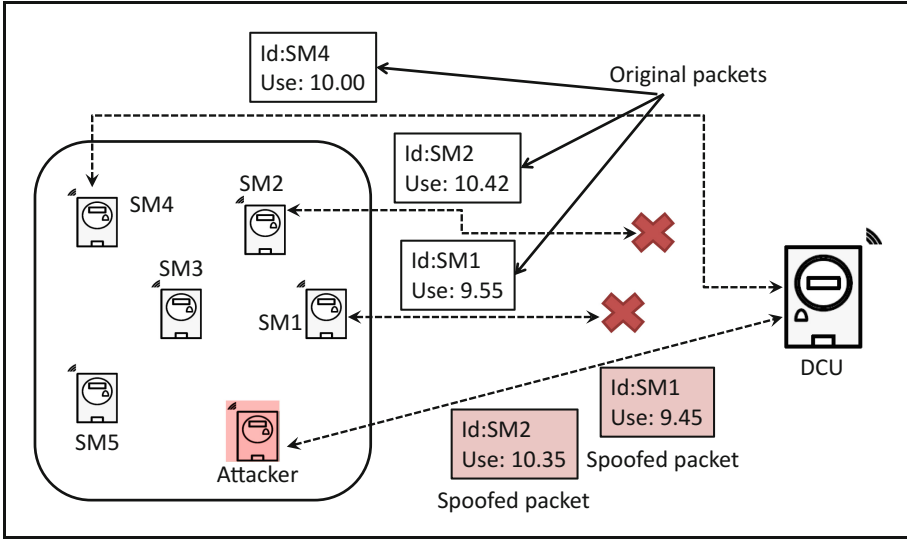 Id:SM4
Use: 10.00
Original packets
Id:SM2
Use: 10.42
SM2
SM4
Id:SM1
Use: 9.55
SM3
SM1
DCU
SM5
Attacker
Id:SM1
Use: 9.45
Spoofed packet
Id:SM2
Use: 10.35
Spoofed packet